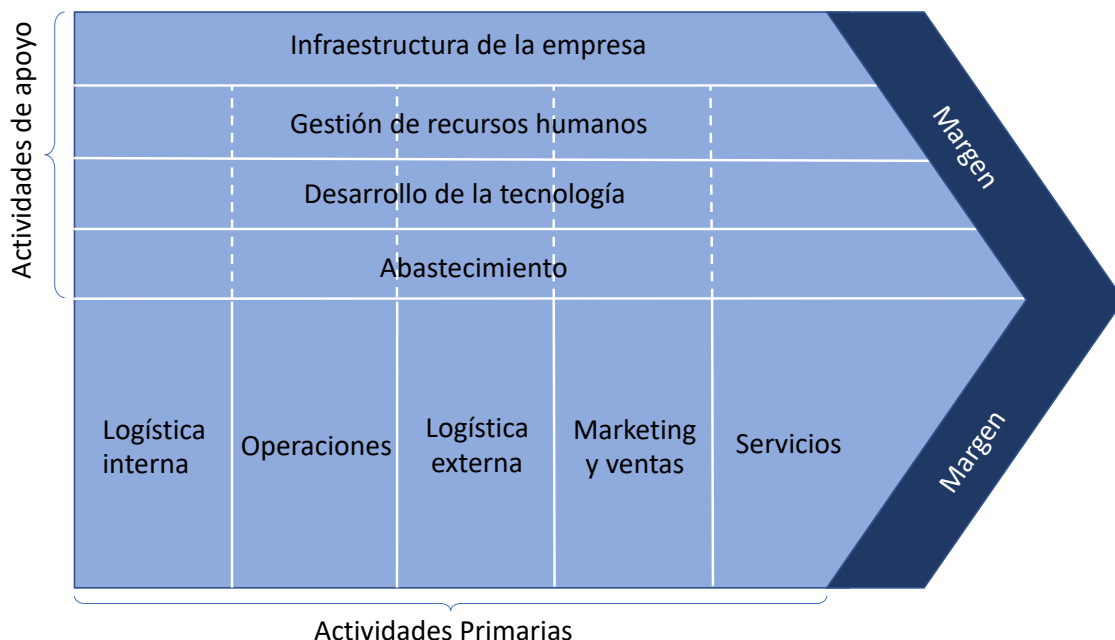 Actividades de apoyo
Infraestructura de la empresa
Gestión de recursos humanos
Desarrollo de la tecnología
Abastecimiento
Logística
interna
Operaciones
Logística
externa
Marketing
y ventas
Servicios
Margen
Margen
Actividades Primarias